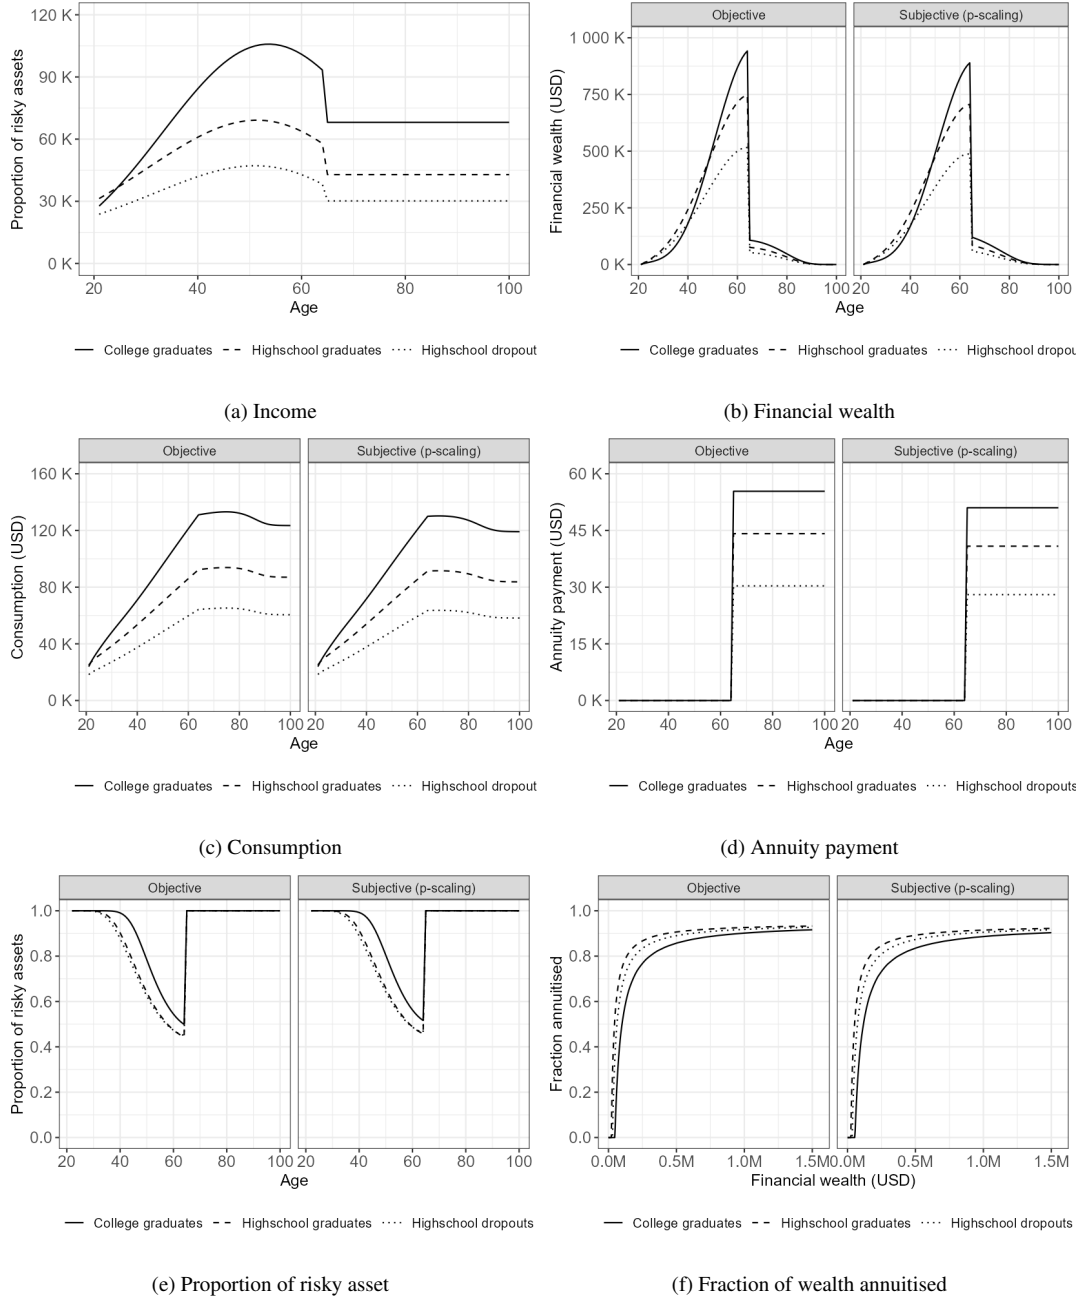 Proportion of risky assets
120 K
90 K
60 K
30 K
0 K
20 40 60 80 100
Age
College graduates Highschool graduates Highschool dropout
(a) Income
Objective Subjective (p-scaling)
Financial wealth (USD)
1 000 K
750 K
500 K
250 K
0 K
20 40 60 80 100 20 40 60 80 100
Age
College graduates Highschool graduates Highschool dropou
(b) Financial wealth
Objective Subjective (p-scaling)
Consumption (USD)
160 K
120 K
80 K
40 K
0 K
20 40 60 80 100 20 40 60 80 100
Age
College graduates Highschool graduates Highschool dropout
(c) Consumption
Objective Subjective (p-scaling)
Annuity payment (USD)
60 K
45 K
30 K
15 K
0 K
20 40 60 80 100 20 40 60 80 100
Age
College graduates Highschool graduates Highschool dropouts
(d) Annuity payment
Objective Subjective (p-scaling)
Proportion of risky assets
1.0
0.8
0.6
0.4
0.2
0.0
20 40 60 80 100 20 40 60 80 100
Age
College graduates Highschool graduates Highschool dropouts
(e) Proportion of risky asset
Objective Subjective (p-scaling)
Fraction annuitised
1.0
0.8
0.6
0.4
0.2
0.0
0.0M 0.5M 1.0M 1.5M 0.0M 0.5M 1.0M 1.5M
Financial wealth (USD)
College graduates Highschool graduates Highschool dropouts
(f) Fraction of wealth annuitised